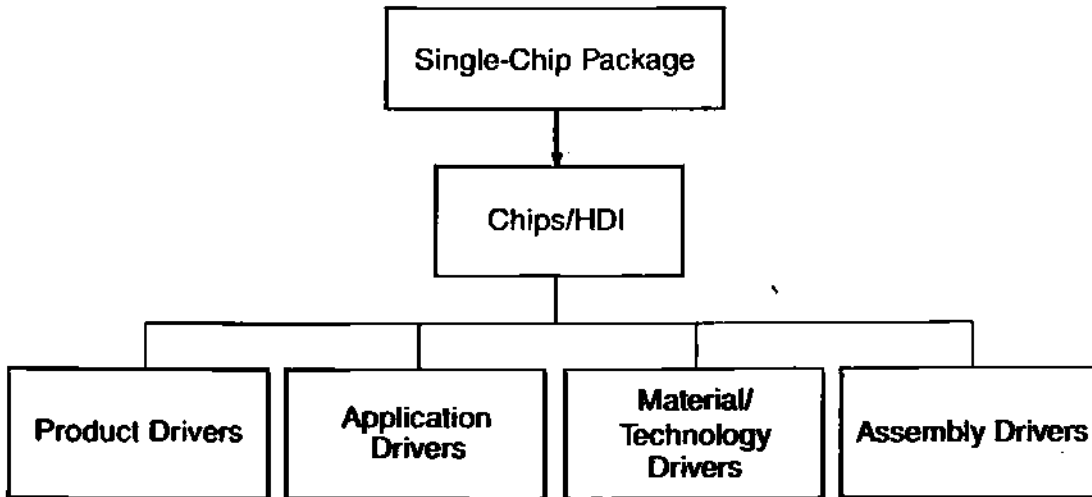 Single-Chip Package
Chips/HDI
Product Drivers
Application
Drivers
Material/
Technology
Drivers
Assembly Drivers